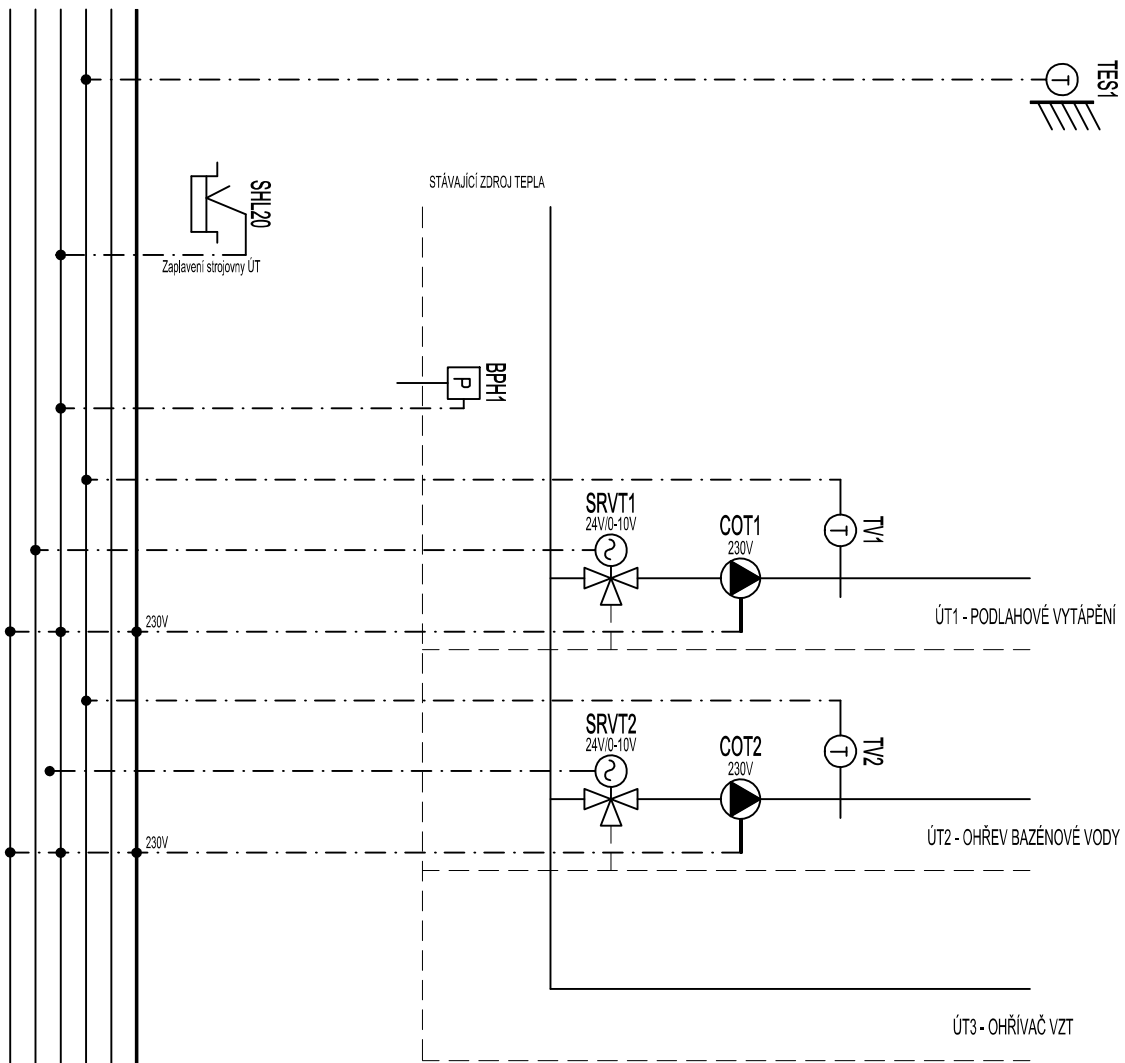 TES1
T
STÁVAJÍCÍ ZDROJ TEPLA
SHL20
Zaplavení strojovny ÚT
BPH1
P
SRVT1
24V/0-10V
COT1
230V
TV1
T
ÚT1 - PODLAHOVÉ VYTÁPĚNÍ
230V
SRVT2
24V/0-10V
COT2
230V
TV2
T
ÚT2 - OHŘEV BAZÉNOVÉ VODY
230V
ÚT3 - OHŘÍVAČ VZT